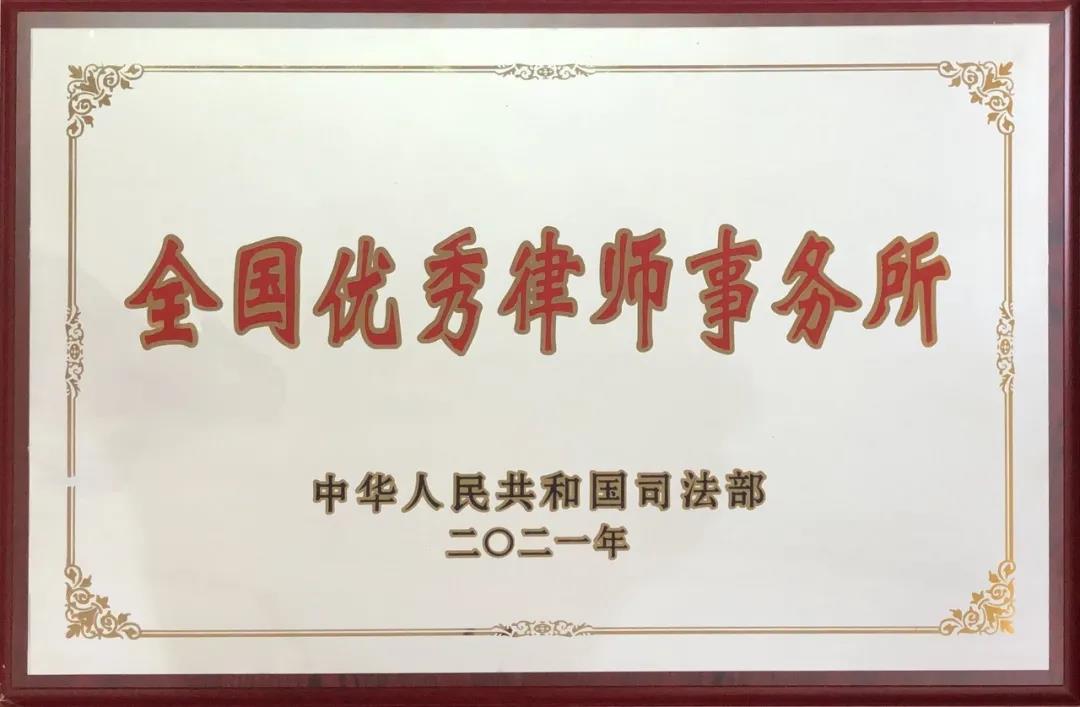 全国优秀律师事务所
中华人民共和国司法部
二〇二一年